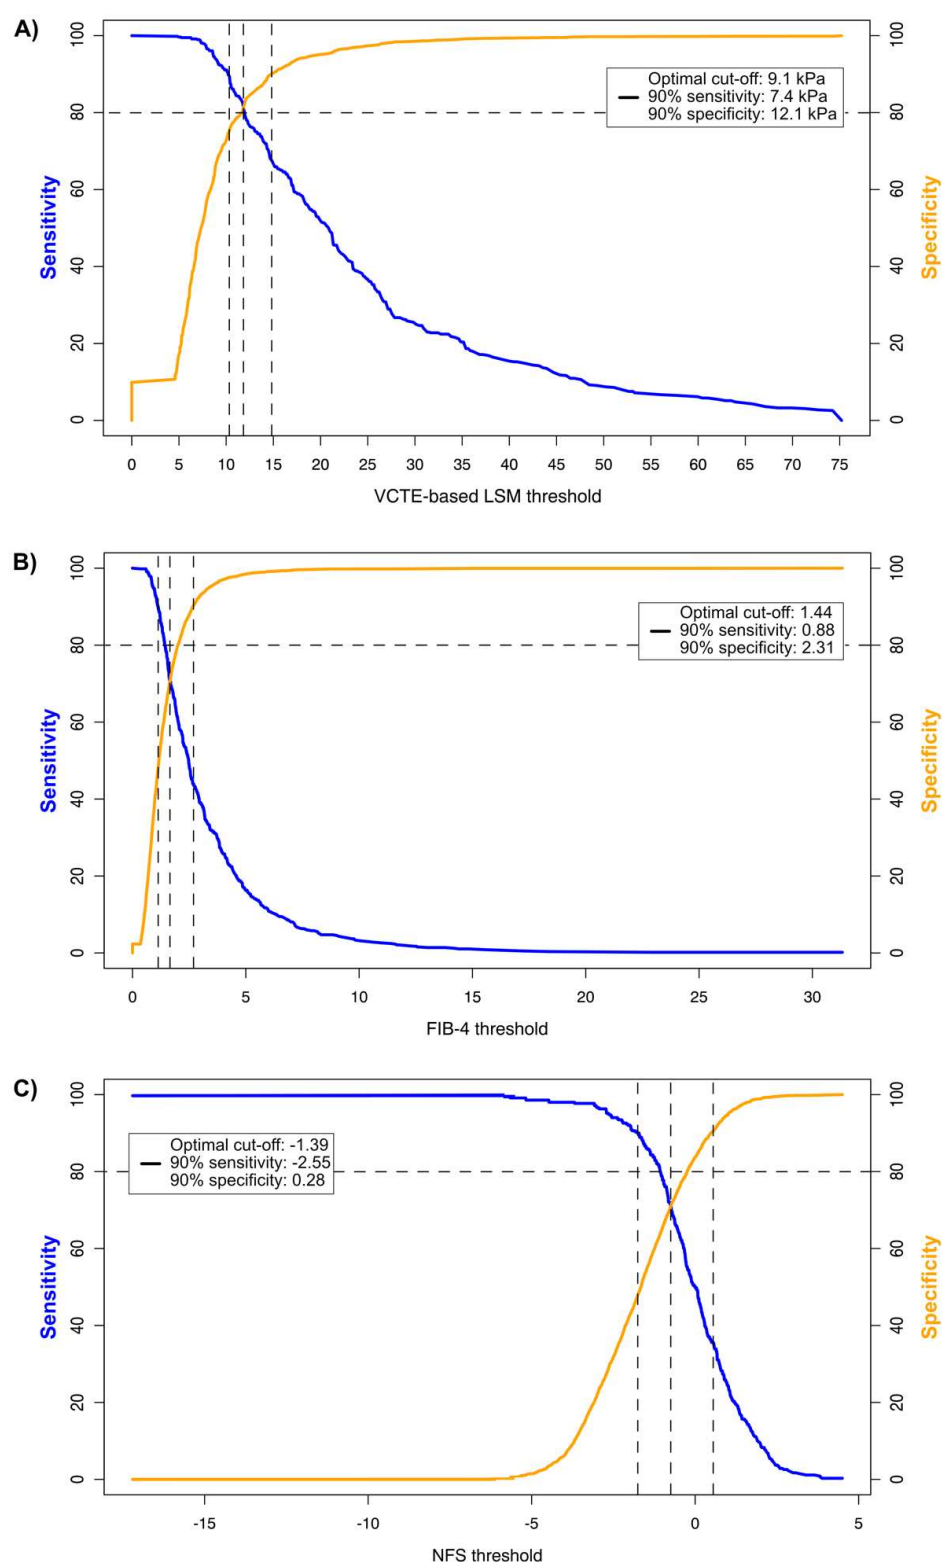 A)
Sensitivity
Specificity
100
80
60
40
20
0
100
80
60
40
20
0
Optimal cut-off: 9.1 kPa
90% sensitivity: 7.4 kPa
90% specificity: 12.1 kPa
0 5 10 15 20 25 30 35 40 45 50 55 60 65 70 75
VCTE-based LSM threshold
B)
Sensitivity
Specificity
100
80
60
40
20
0
100
80
60
40
20
0
Optimal cut-off: 1.44
90% sensitivity: 0.88
90% specificity: 2.31
0 5 10 15 20 25 30
FIB-4 threshold
C)
Sensitivity
Specificity
100
80
60
40
20
0
100
80
60
40
20
0
Optimal cut-off: -1.39
90% sensitivity: -2.55
90% specificity: 0.28
-15 -10 -5 0 5
NFS threshold